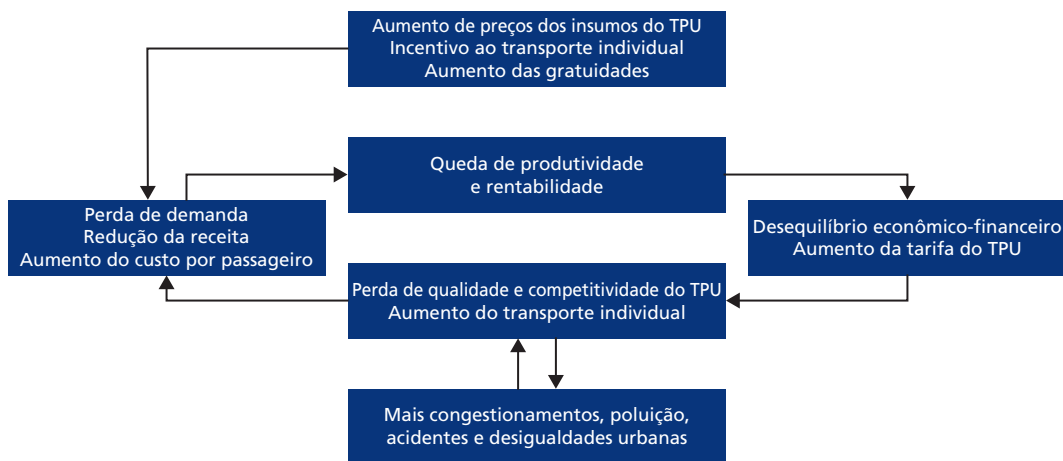 Aumento de preços dos insumos do TPU
Incentivo ao transporte individual
Aumento das gratuidades
Queda de produtividade
e rentabilidade
Perda de demanda
Redução da receita
Aumento do custo por passageiro
Desequilíbrio econômico-financeiro
Aumento da tarifa do TPU
Perda de qualidade e competitividade do TPU
Aumento do transporte individual
Mais congestionamentos, poluição,
acidentes e desigualdades urbanas